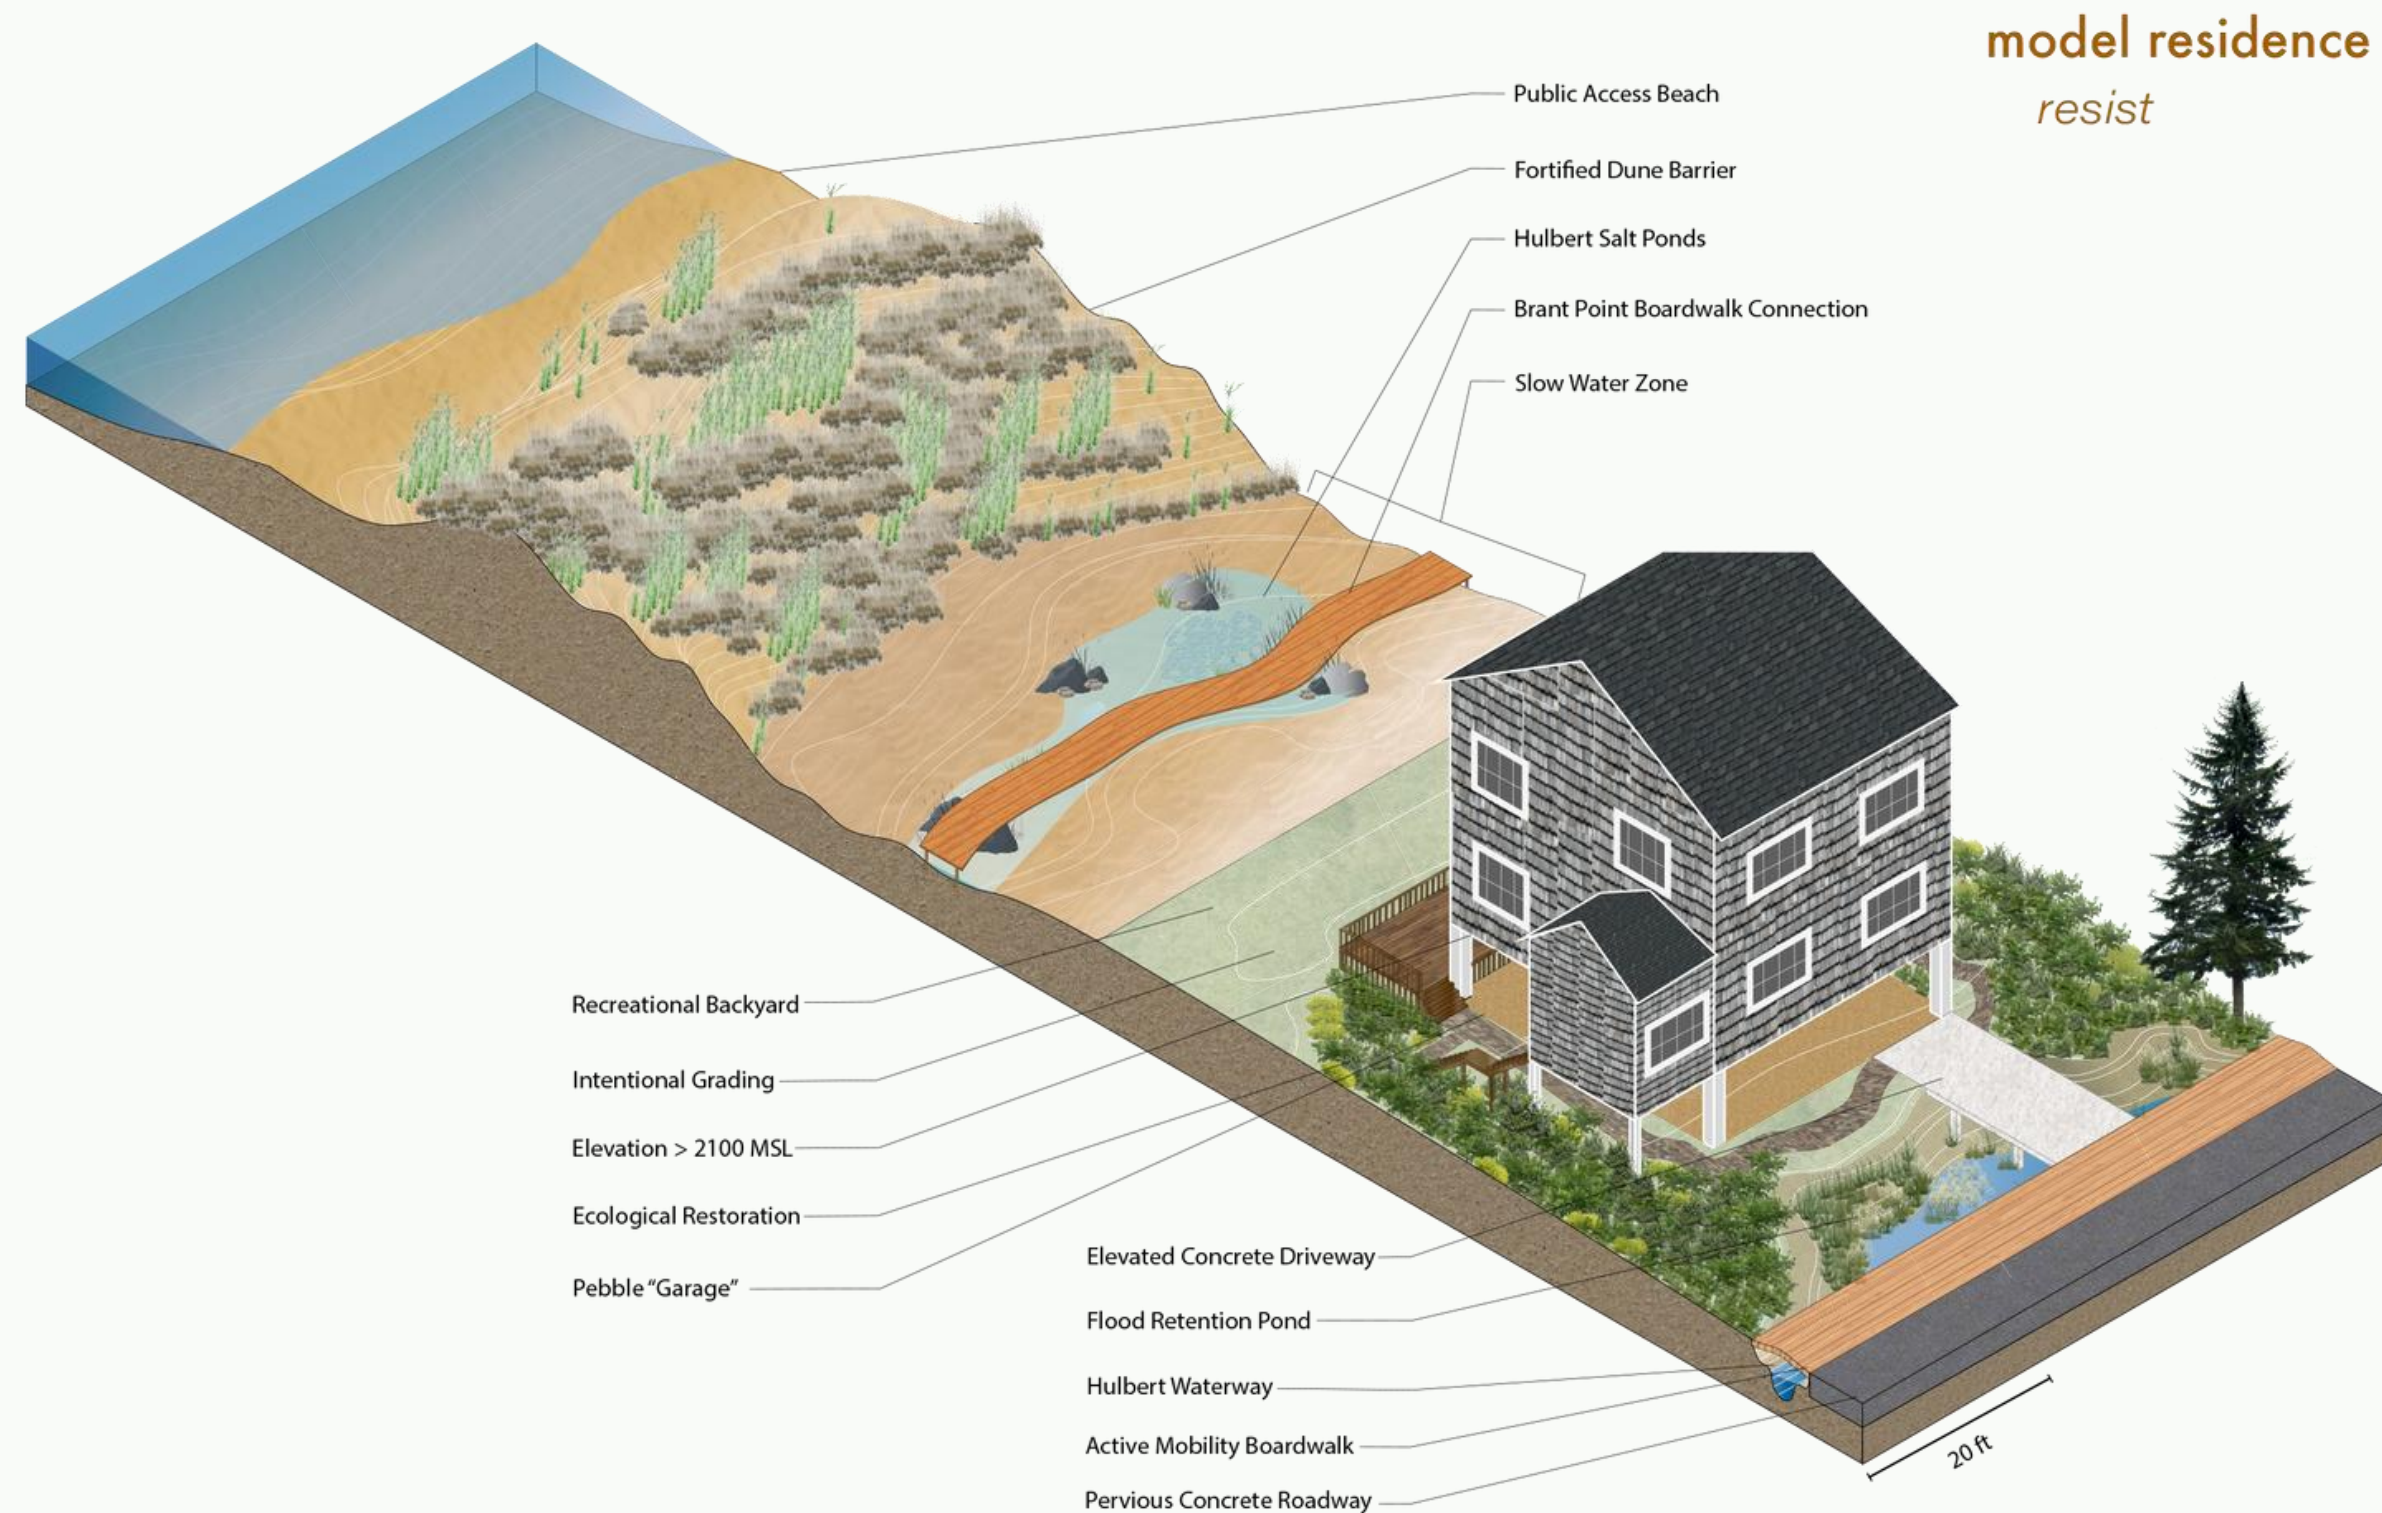 model residence
resist
Public Access Beach
Fortified Dune Barrier
Hulbert Salt Ponds
Brant Point Boardwalk Connection
Slow Water Zone
Recreational Backyard
Intentional Grading
Elevation > 2100 MSL
Ecological Restoration
Pebble “Garage”
Elevated Concrete Driveway
Flood Retention Pond
Hulbert Waterway
Active Mobility Boardwalk
Pervious Concrete Roadway
20 ft